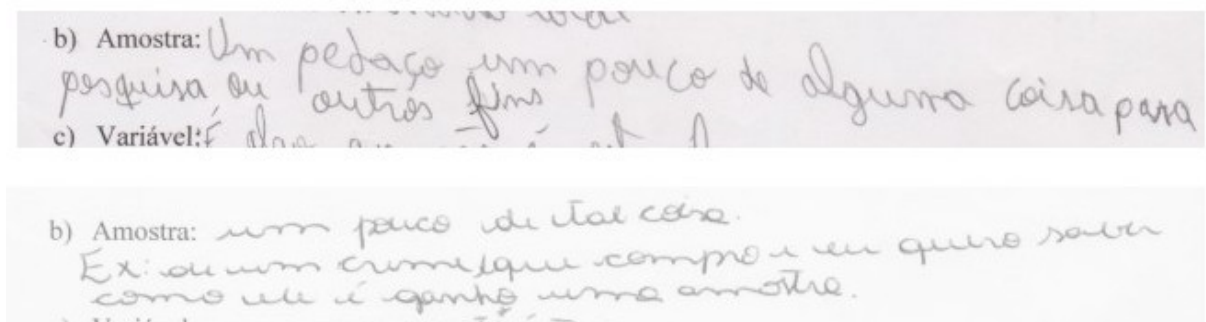 b) Amostra: Um pedaço um pouco de alguma coisa para
pesquisa ou outros fins
c) Variável: É
b) Amostra: um pouco de tal coisa.
Ex: de um creme que compro e eu quero saber
como ele é ganho uma amostra.